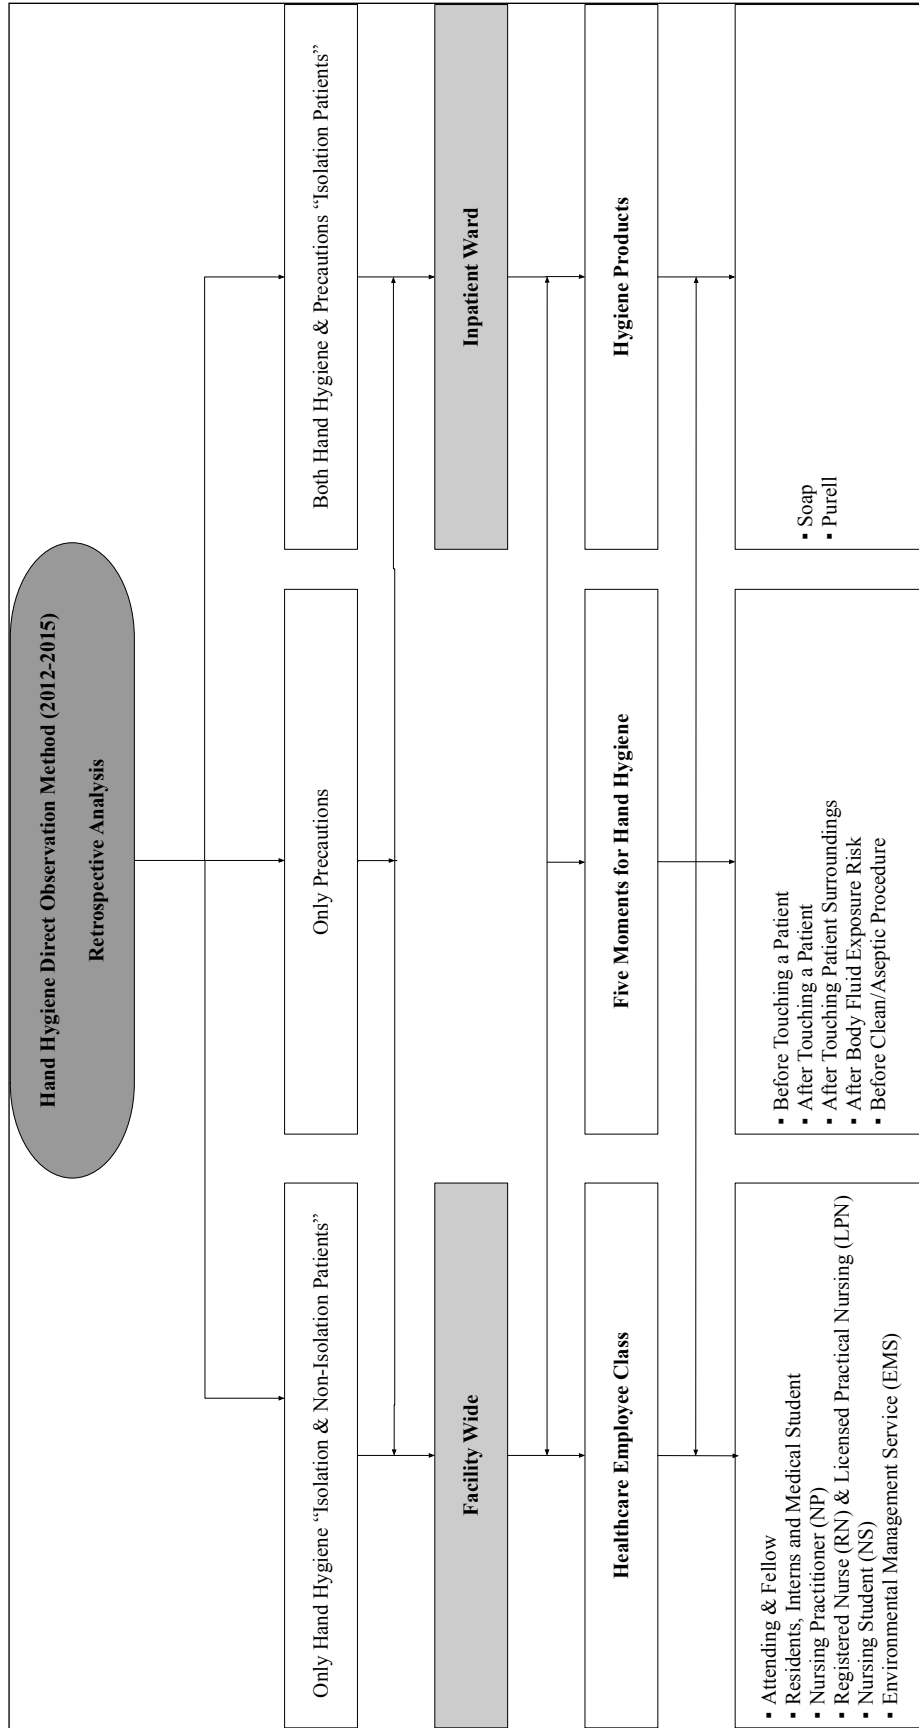 Hand Hygiene Direct Observation Method (2012-2015)
Retrospective Analysis
Only Hand Hygiene “Isolation & Non-Isolation Patients”
Only Precautions
Both Hand Hygiene & Precautions “Isolation Patients”
Facility Wide
Inpatient Ward
Healthcare Employee Class
Five Moments for Hand Hygiene
Hygiene Products
▪ Attending & Fellow
▪ Residents, Interns and Medical Student
▪ Nursing Practitioner (NP)
▪ Registered Nurse (RN) & Licensed Practical Nursing (LPN)
▪ Nursing Student (NS)
▪ Environmental Management Service (EMS)
▪ Before Touching a Patient
▪ After Touching a Patient
▪ After Touching Patient Surroundings
▪ After Body Fluid Exposure Risk
▪ Before Clean/Aseptic Procedure
▪ Soap
▪ Purell